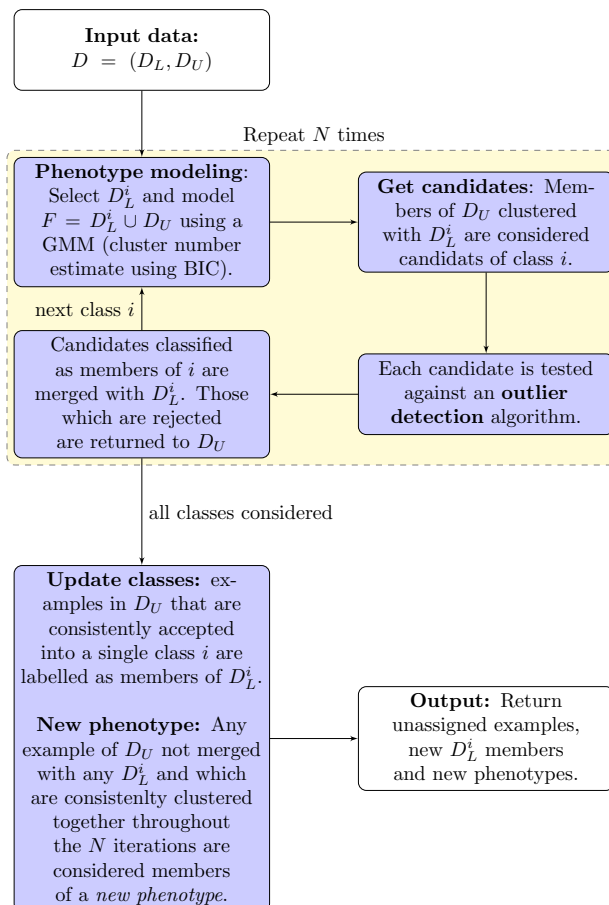 Input data:
D = (D_L, D_U)
Repeat N times
Phenotype modeling:
Select D_L^i and model
F = D_L^i ∪ D_U using a
GMM (cluster number
estimate using BIC).
Get candidates: Mem-
bers of D_U clustered
with D_L^i are considered
candidats of class i.
next class i
Candidates classified
as members of i are
merged with D_L^i. Those
which are rejected
are returned to D_U
Each candidate is tested
against an outlier
detection algorithm.
all classes considered
Update classes: ex-
amples in D_U that are
consistently accepted
into a single class i are
labelled as members of D_L^i.
New phenotype: Any
example of D_U not merged
with any D_L^i and which
are consistenlty clustered
together throughout
the N iterations are
considered members
of a new phenotype.
Output: Return
unassigned examples,
new D_L^i members
and new phenotypes.